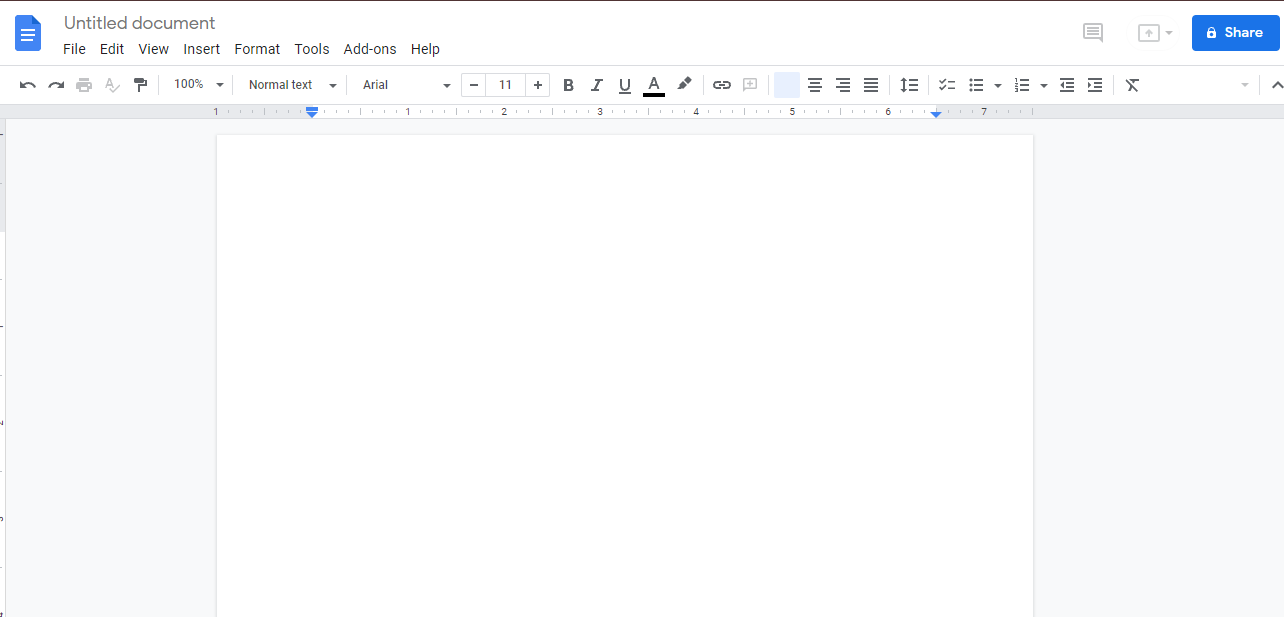 Untitled document
File Edit View Insert Format Tools Add-ons Help
Share
100% Normal text Arial 11 B I U A
1 1 2 3 4 5 6 7